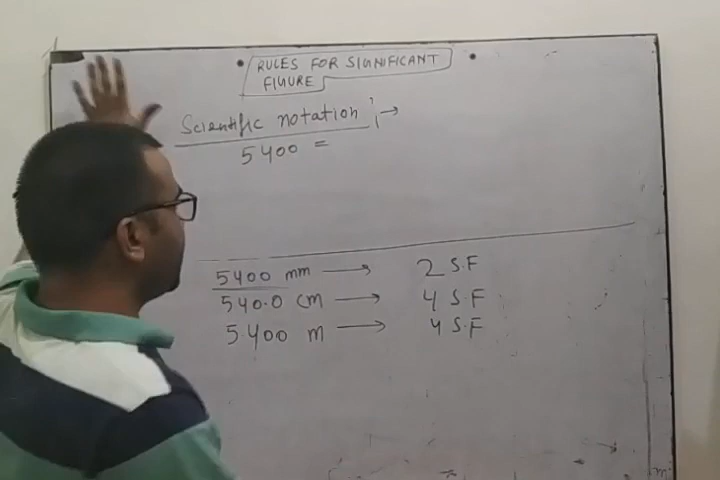 • RULES FOR SIGNIFICANT •
FIGURE
Scientific notation ; →
5400 =
5400 mm → 2 S.F
540.0 cm → 4 S.F
5.400 m → 4 S.F